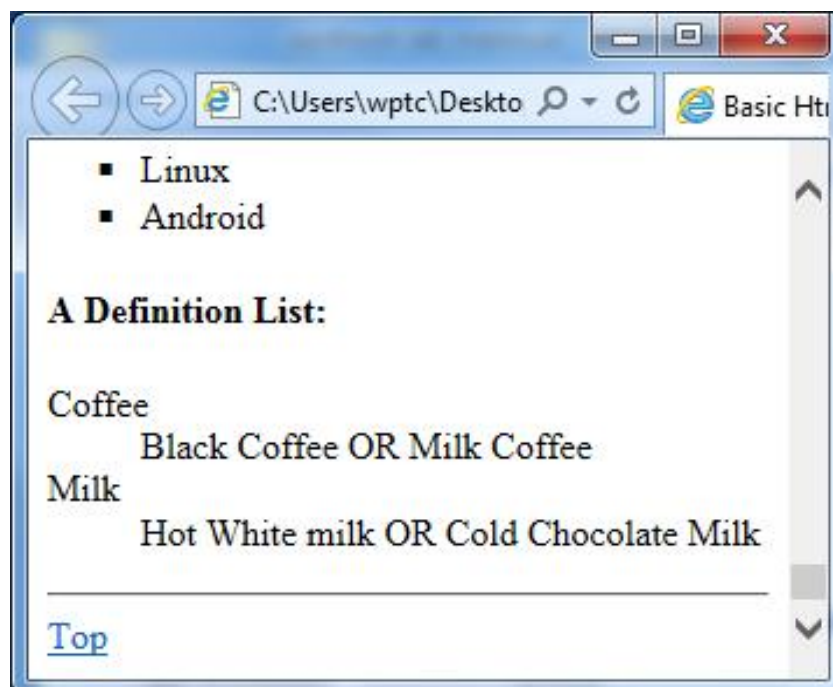 C:\Users\wptc\Deskto
Basic Htm
Linux
Android
A Definition List:
Coffee
Black Coffee OR Milk Coffee
Milk
Hot White milk OR Cold Chocolate Milk
Top